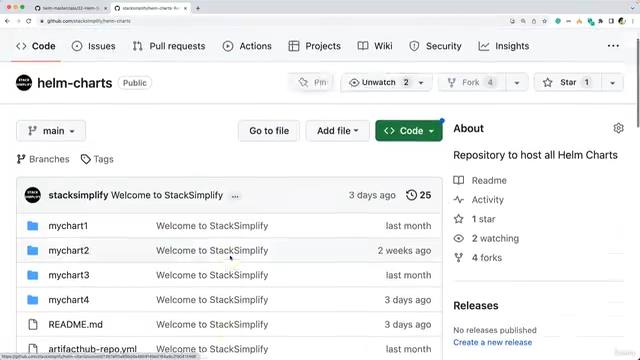 helm-masterclass/22-Helm-D
stacksimplify/helm-charts: Re
github.com/stacksimplify/helm-charts
Code
Issues
Pull requests
Actions
Projects
Wiki
Security
Insights
STACK SIMPLIFY
helm-charts
Public
Pin
Unwatch 2
Fork 4
Star 1
main
Go to file
Add file
Code
About
Branches
Tags
Repository to host all Helm Charts
stacksimplify Welcome to StackSimplify
3 days ago
25
Readme
Activity
mychart1 Welcome to StackSimplify last month
1 star
mychart2 Welcome to StackSimplify 2 weeks ago
2 watching
mychart3 Welcome to StackSimplify last month
4 forks
mychart4 Welcome to StackSimplify 3 days ago
Releases
README.md Welcome to StackSimplify 3 days ago
No releases published
Create a new release
artifacthub-repo.yml Welcome to StackSimplify last month